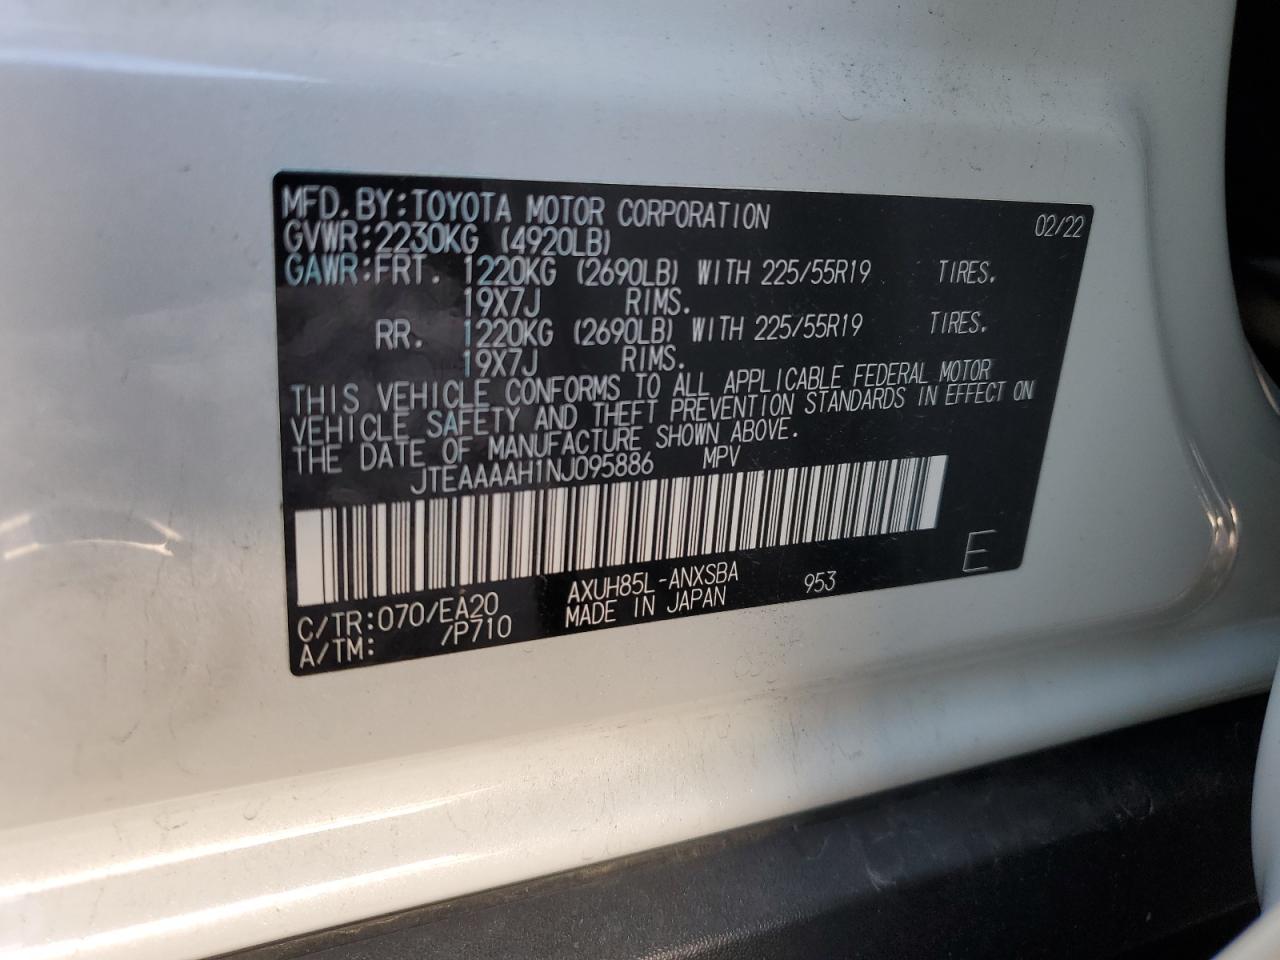 MFD. BY: TOYOTA MOTOR CORPORATION 02/22
GVWR: 2230KG (4920LB)
GAWR: FRT. 1220KG (2690LB) WITH 225/55R19 TIRES.
19X7J RIMS.
RR. 1220KG (2690LB) WITH 225/55R19 TIRES.
19X7J RIMS.
THIS VEHICLE CONFORMS TO ALL APPLICABLE FEDERAL MOTOR
VEHICLE SAFETY AND THEFT PREVENTION STANDARDS IN EFFECT ON
THE DATE OF MANUFACTURE SHOWN ABOVE.
JTEAAAAH1NJ095886 MPV
C/TR: 070/EA20 AXUH85L-ANXSBA 953 E
A/TM: /P710 MADE IN JAPAN